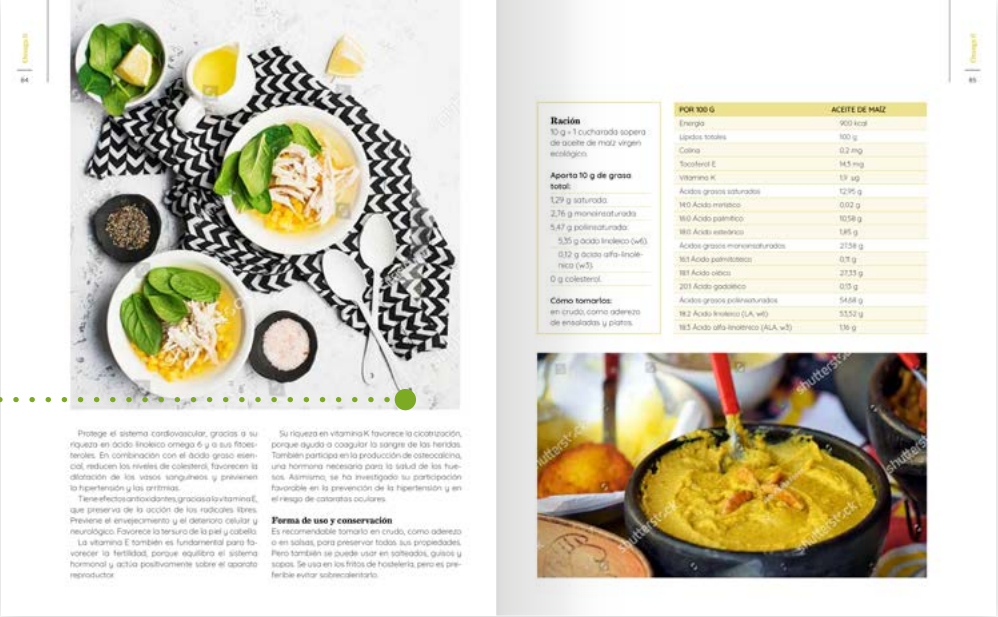 Omega 6
84
Protege el sistema cardiovascular, gracias a su
riqueza en ácido linoleico omega 6 y a sus fitoes-
teroles. En combinación con el ácido graso esen-
cial, reducen los niveles de colesterol, favorecen la
dilatación de los vasos sanguíneos y previenen
la hipertensión y las arritmias.
Tiene efectos antioxidantes, gracias a la vitamina E,
que preserva de la acción de los radicales libres.
Previene el envejecimiento y el deterioro celular y
neurológico. Favorece la tersura de la piel y cabello.
La vitamina E también es fundamental para fa-
vorecer la fertilidad, porque equilibra el sistema
hormonal y actúa positivamente sobre el aparato
reproductor.
Su riqueza en vitamina K favorece la cicatrización,
porque ayuda a coagular la sangre de las heridas.
También participa en la producción de osteocalcina,
una hormona necesaria para la salud de los hue-
sos. Asimismo, se ha investigado su participación
favorable en la prevención de la hipertensión y en
el riesgo de cataratas oculares.
Forma de uso y conservación
Es recomendable tomarlo en crudo, como aderezo
o en salsas, para preservar todas sus propiedades.
Pero también se puede usar en salteados, guisos y
sopas. Se usa en los fritos de hostelería, pero es pre-
ferible evitar sobrecalentarlo.
Omega 6
85
Ración
10 g = 1 cucharada sopera
de aceite de maíz virgen
ecológico.
Aporta 10 g de grasa
total:
1,29 g saturada.
2,76 g monoinsaturada.
5,47 g poliinsaturada:
5,35 g ácido linoleico (w6).
0,12 g ácido alfa-linolé-
nico (w3).
0 g colesterol.
Cómo tomarlos:
en crudo, como aderezo
de ensaladas y platos.
POR 100 G ACEITE DE MAÍZ
Energía 900 kcal
Lípidos totales 100 g
Colina 0,2 mg
Tocoferol E 14,3 mg
Vitamina K 1,9 ug
Ácidos grasos saturados 12,95 g
14:0 Ácido mirístico 0,02 g
16:0 Ácido palmítico 10,58 g
18:0 Ácido esteárico 1,85 g
Ácidos grasos monoinsaturados 27,58 g
16:1 Ácido palmitoleico 0,11 g
18:1 Ácido oleico 27,33 g
20:1 Ácido gadoleico 0,13 g
Ácidos grasos poliinsaturados 54,68 g
18:2 Ácido linoleico (LA, w6) 53,52 g
18:3 Ácido alfa-linolénico (ALA, w3) 1,16 g
shutterstock
shutterstock
shutterstock